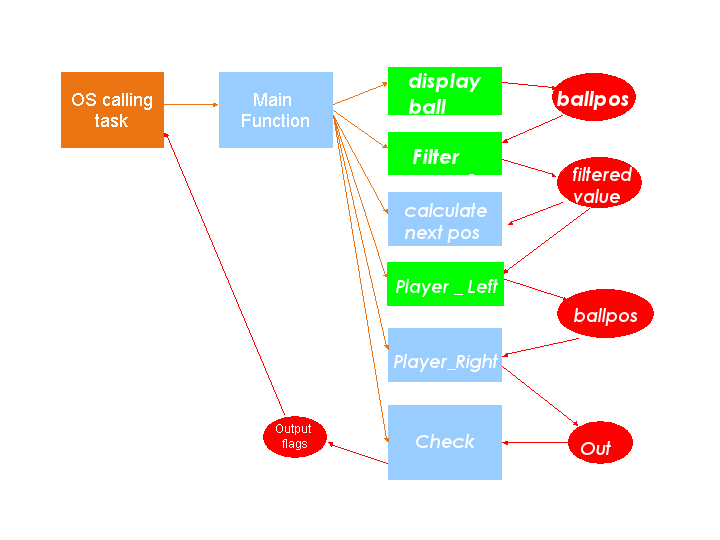 OS calling
task
Main
Function
display
ball
ballpos
Filter
filtered
value
calculate
next pos
Player _ Left
ballpos
Player_Right
Check
Out
Output
flags